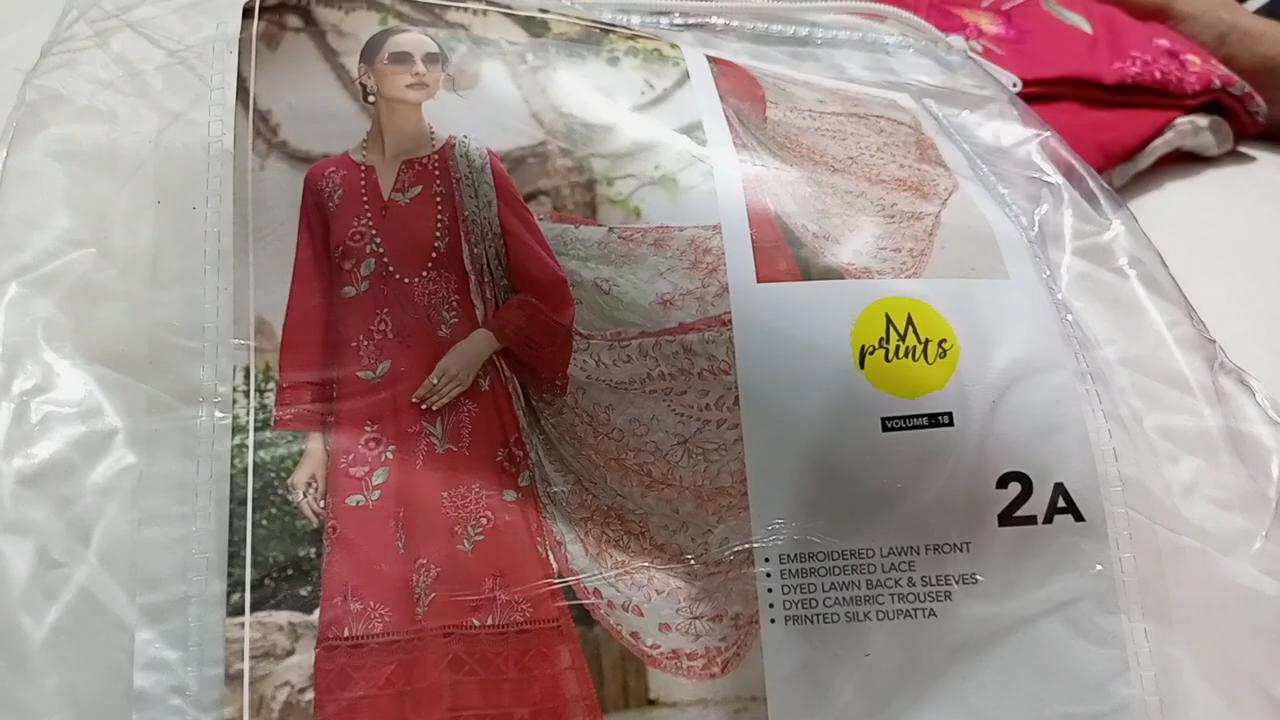 M
prints
VOLUME - 18
2A
• EMBROIDERED LAWN FRONT
• EMBROIDERED LACE
• DYED LAWN BACK & SLEEVES
• DYED CAMBRIC TROUSER
• PRINTED SILK DUPATTA